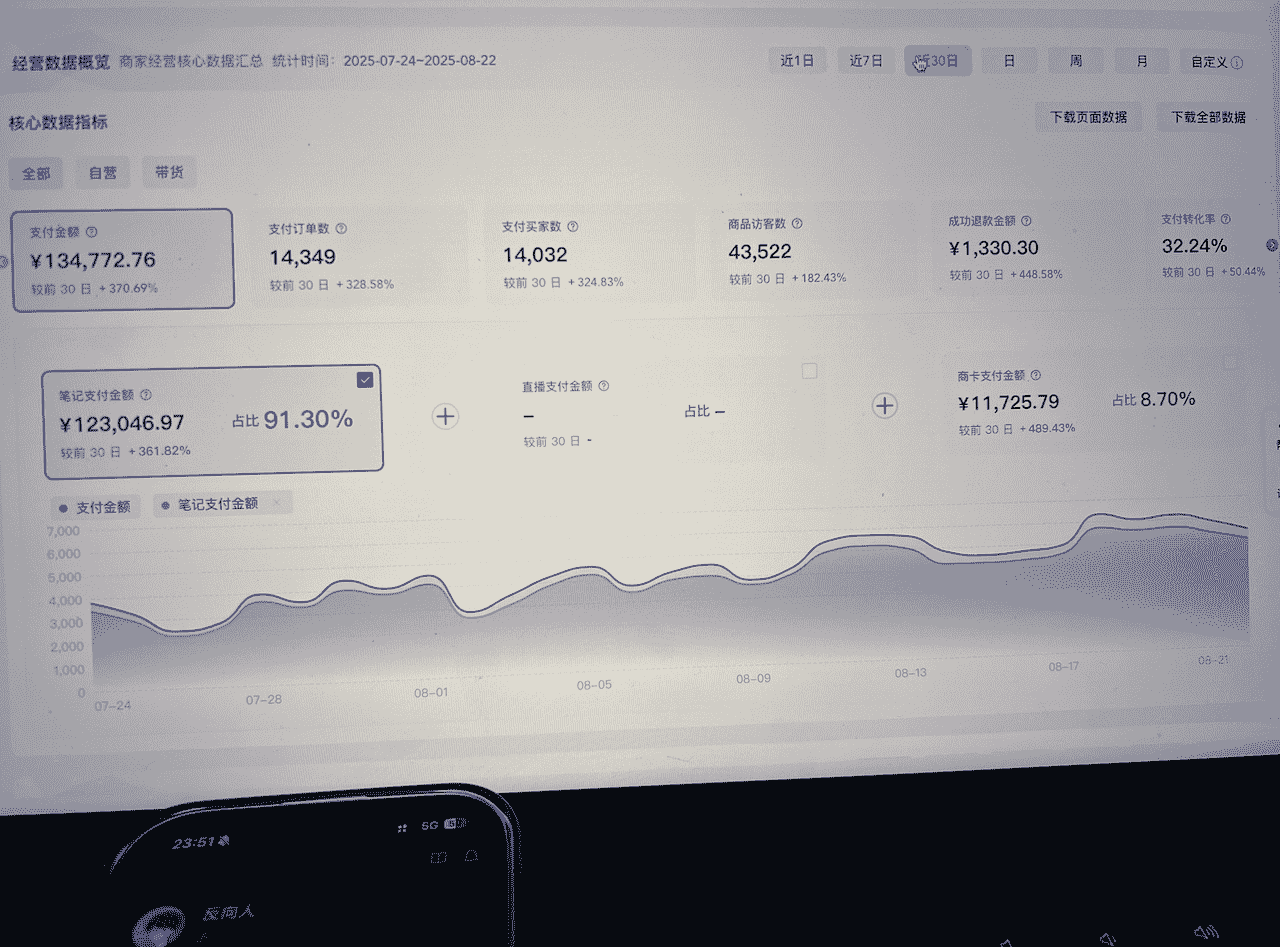 经营数据概览 商家经营核心数据汇总 统计时间: 2025-07-24~2025-08-22
近1日 近7日 近30日 日 周 月 自定义
核心数据指标
下载页面数据 下载全部数据
全部 自营 带货
支付金额
¥134,772.76
较前 30 日 +370.69%
支付订单数
14,349
较前 30 日 +328.58%
支付买家数
14,032
较前 30 日 +324.83%
商品访客数
43,522
较前 30 日 +182.43%
成功退款金额
¥1,330.30
较前 30 日 +448.58%
支付转化率
32.24%
较前 30 日 +50.44%
笔记支付金额
¥123,046.97 占比 91.30%
较前 30 日 +361.82%
直播支付金额
– 占比 –
较前 30 日 -
商卡支付金额
¥11,725.79 占比 8.70%
较前 30 日 +489.43%
支付金额 笔记支付金额
7,000
6,000
5,000
4,000
3,000
2,000
1,000
0
07-24 07-28 08-01 08-05 08-09 08-13 08-17 08-21
23:51 5G
反向人